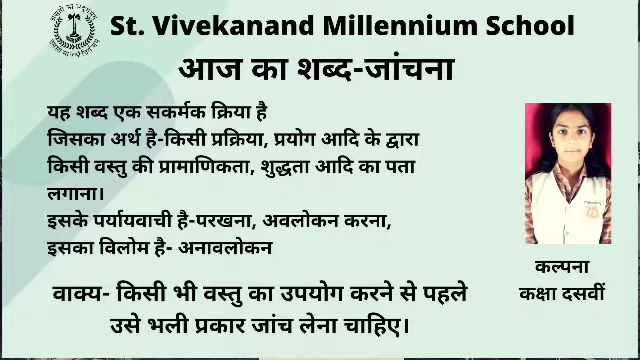 St. Vivekanand Millennium School
आज का शब्द-जांचना
यह शब्द एक सकर्मक क्रिया है
जिसका अर्थ है-किसी प्रक्रिया, प्रयोग आदि के द्वारा
किसी वस्तु की प्रामाणिकता, शुद्धता आदि का पता
लगाना।
इसके पर्यायवाची है-परखना, अवलोकन करना,
इसका विलोम है- अनावलोकन
वाक्य- किसी भी वस्तु का उपयोग करने से पहले
उसे भली प्रकार जांच लेना चाहिए।
कल्पना
कक्षा दसवीं